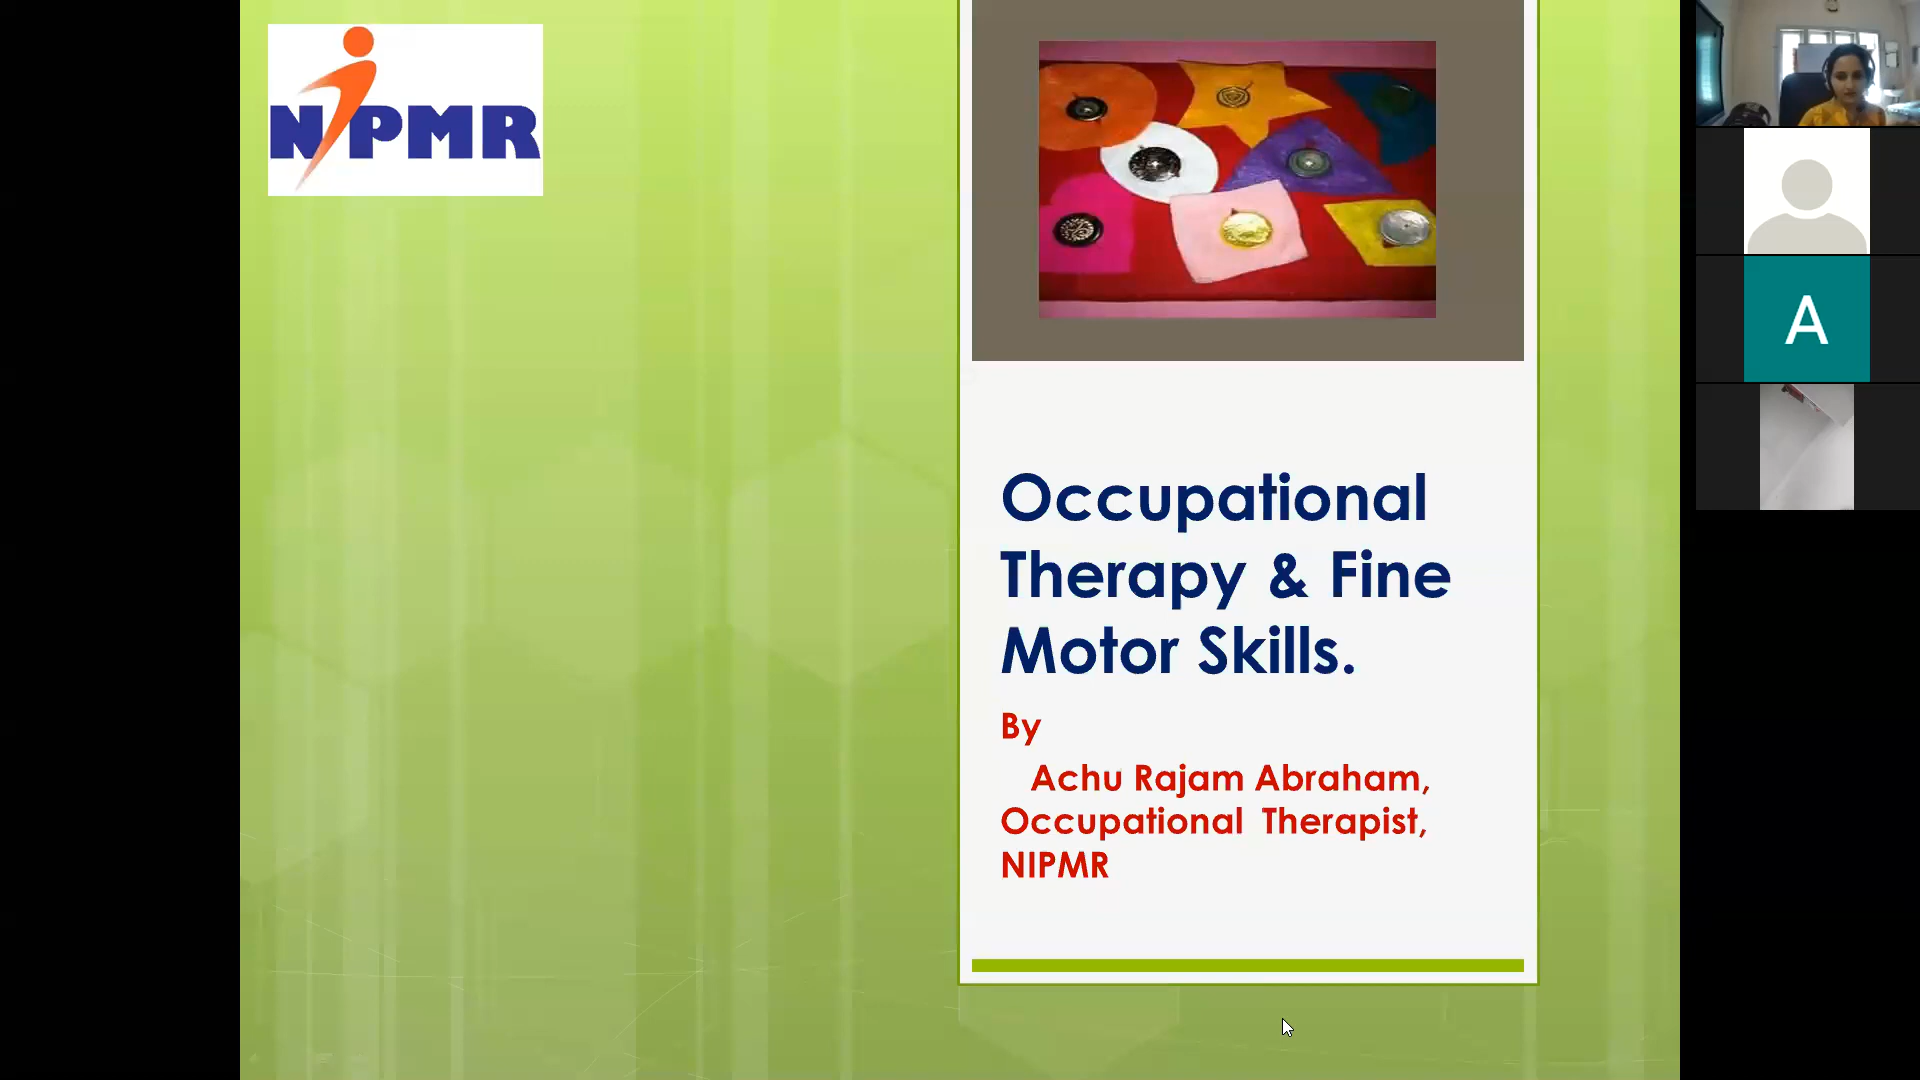 NIPMR
Occupational
Therapy & Fine
Motor Skills.
By
Achu Rajam Abraham,
Occupational Therapist,
NIPMR
A